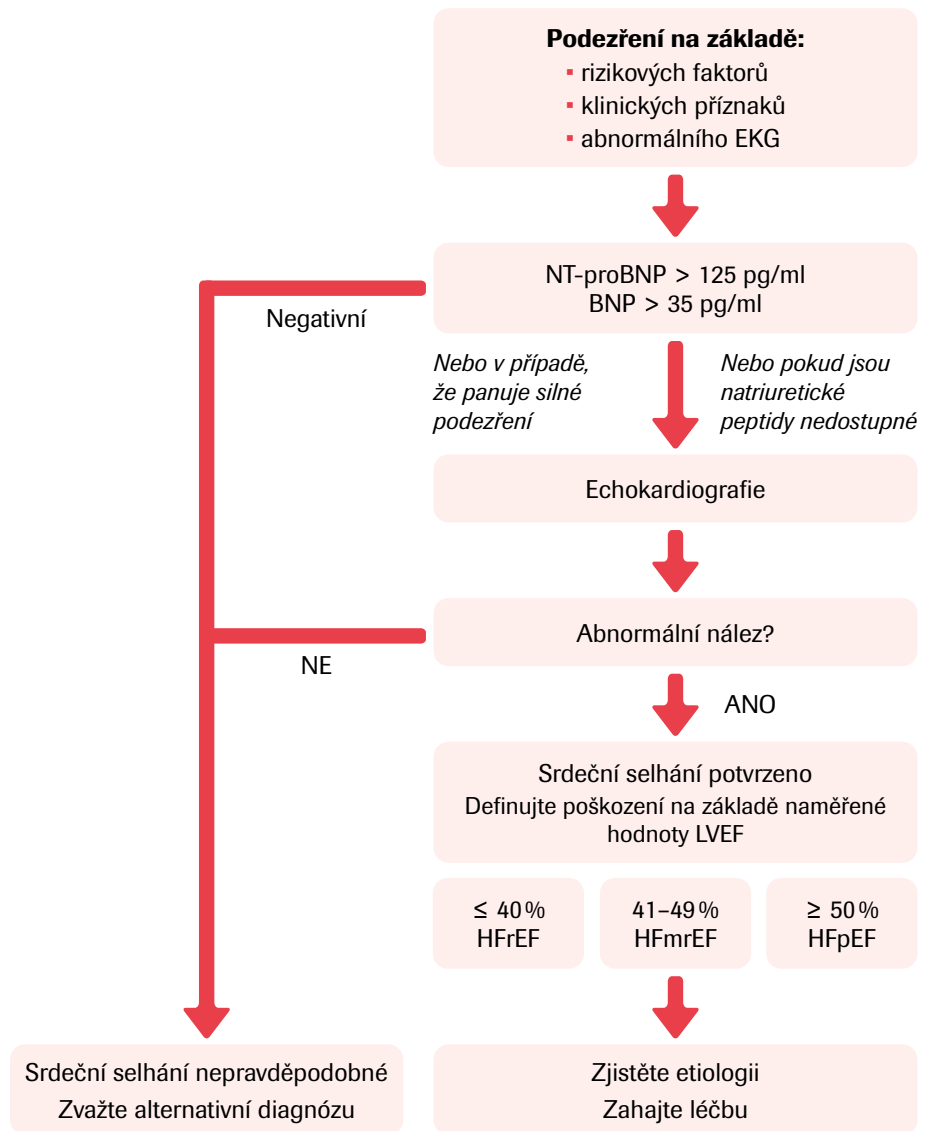 Podezření na základě:
▪ rizikových faktorů
▪ klinických příznaků
▪ abnormálního EKG
NT-proBNP > 125 pg/ml
BNP > 35 pg/ml
Negativní
Nebo v případě,
že panuje silné
podezření
Nebo pokud jsou
natriuretické
peptidy nedostupné
Echokardiografie
Abnormální nález?
NE
ANO
Srdeční selhání potvrzeno
Definujte poškození na základě naměřené
hodnoty LVEF
≤ 40 %
HFrEF
41–49 %
HFmrEF
≥ 50 %
HFpEF
Srdeční selhání nepravděpodobné
Zvažte alternativní diagnózu
Zjistěte etiologii
Zahajte léčbu